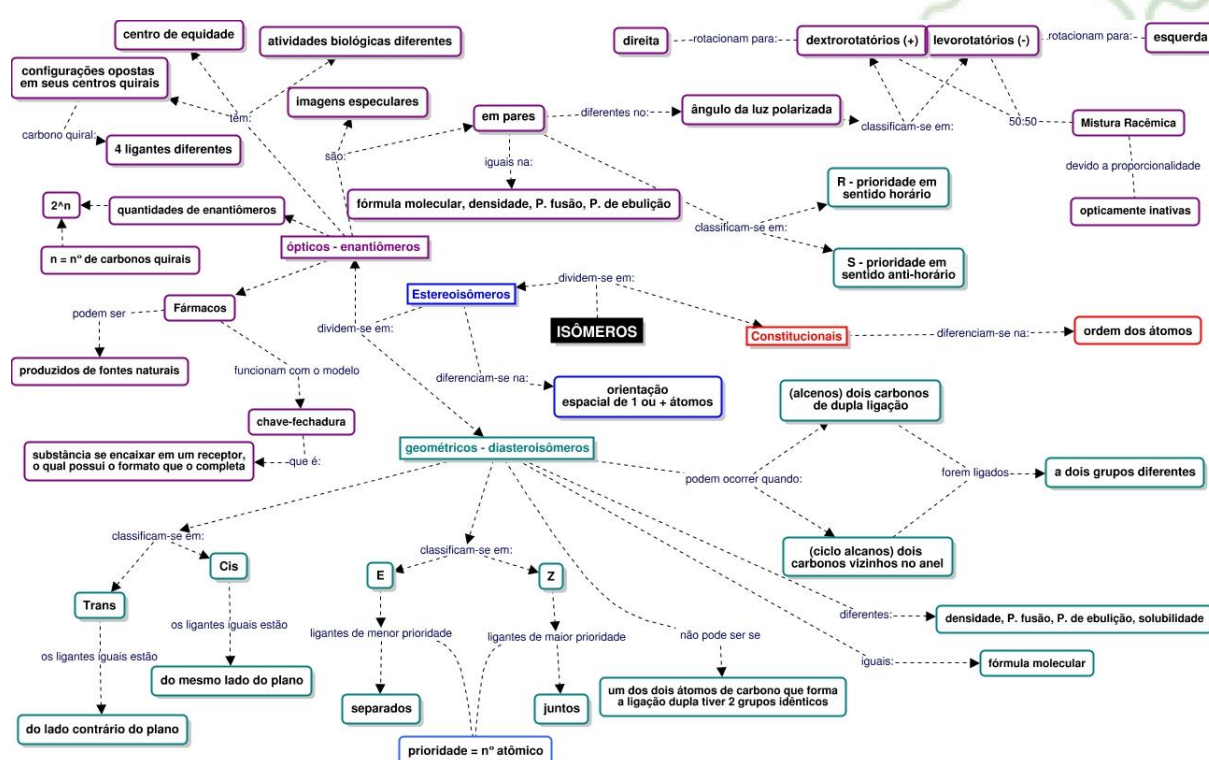 centro de equidade
atividades biológicas diferentes
direita
rotacionam para:
dextrorotatórios (+)
levorotatórios (-)
rotacionam para:
esquerda
configurações opostas
em seus centros quirais
imagens especulares
têm:
carbono quiral:
4 ligantes diferentes
em pares
diferentes no:
ângulo da luz polarizada
classificam-se em:
50:50
Mistura Racêmica
são:
iguais na:
devido a proporcionalidade
2^n
quantidades de enantiômeros
fórmula molecular, densidade, P. fusão, P. de ebulição
R - prioridade em
sentido horário
opticamente inativas
classificam-se em:
n = nº de carbonos quirais
ópticos - enantiômeros
S - prioridade em
sentido anti-horário
Fármacos
podem ser
Estereoisômeros
dividem-se em:
ISÔMEROS
dividem-se em:
Constitucionais
diferenciam-se na:
ordem dos átomos
produzidos de fontes naturais
funcionam com o modelo
diferenciam-se na:
orientação
espacial de 1 ou + átomos
(alcenos) dois carbonos
de dupla ligação
chave-fechadura
que é:
substância se encaixar em um receptor,
o qual possui o formato que o completa
geométricos - diasteroisômeros
podem ocorrer quando:
forem ligados
a dois grupos diferentes
(ciclo alcanos) dois
carbonos vizinhos no anel
classificam-se em:
Cis
Trans
classificam-se em:
E
Z
os ligantes iguais estão
os ligantes iguais estão
do mesmo lado do plano
do lado contrário do plano
ligantes de menor prioridade
ligantes de maior prioridade
separados
juntos
prioridade = nº atômico
não pode ser se
um dos dois átomos de carbono que forma
a ligação dupla tiver 2 grupos idênticos
diferentes:
densidade, P. fusão, P. de ebulição, solubilidade
iguais:
fórmula molecular